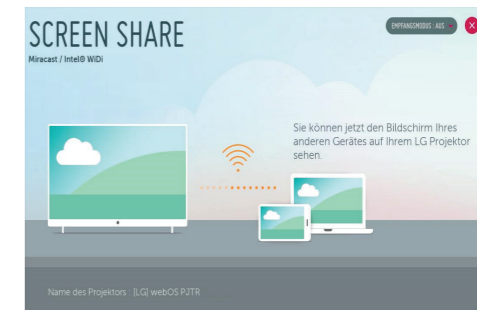 SCREEN SHARE
EMPFANGSMODUS : AUS
Miracast / Intel® WiDi
Sie können jetzt den Bildschirm Ihres
anderen Gerätes auf Ihrem LG Projektor
sehen.
Name des Projektors : [LG] webOS PJTR